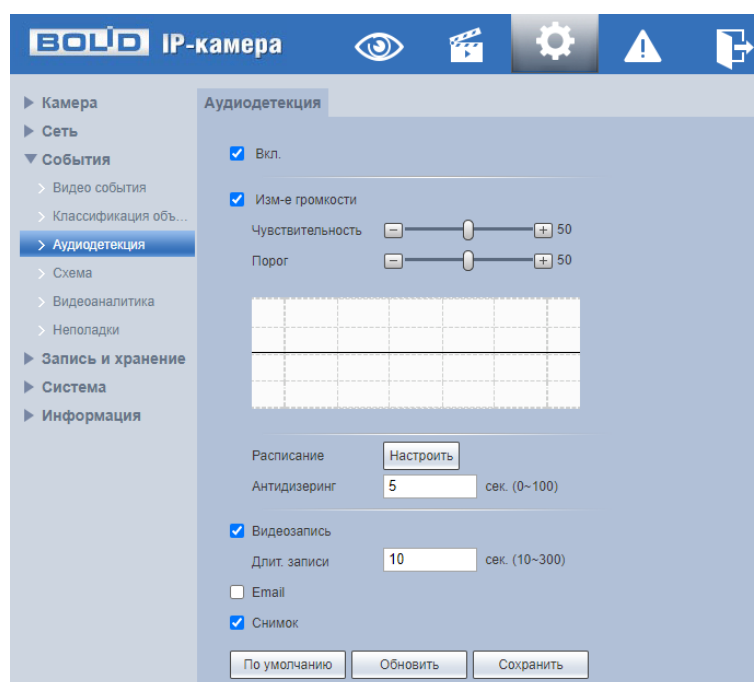 BOLID IP-камера
Камера
Сеть
События
Видео события
Классификация объ...
Аудиодетекция
Схема
Видеоаналитика
Неполадки
Запись и хранение
Система
Информация
Аудиодетекция
Вкл.
Изм-е громкости
Чувствительность 50
Порог 50
Расписание Настроить
Антидизеринг 5 сек. (0~100)
Видеозапись
Длит. записи 10 сек. (10~300)
Email
Снимок
По умолчанию Обновить Сохранить